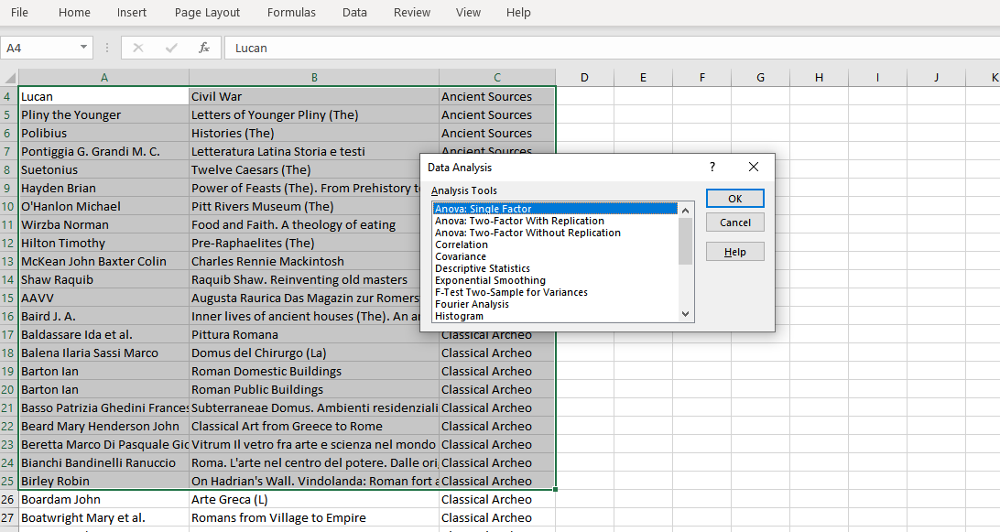 File Home Insert Page Layout Formulas Data Review View Help
A4 fx Lucan
A B C D E F G H I J K
4 Lucan Civil War Ancient Sources
5 Pliny the Younger Letters of Younger Pliny (The) Ancient Sources
6 Polibius Histories (The) Ancient Sources
7 Pontiggia G. Grandi M. C. Letteratura Latina Storia e testi Ancient Sources
8 Suetonius Twelve Caesars (The)
9 Hayden Brian Power of Feasts (The). From Prehistory t
10 O'Hanlon Michael Pitt Rivers Museum (The)
11 Wirzba Norman Food and Faith. A theology of eating
12 Hilton Timothy Pre-Raphaelites (The)
13 McKean John Baxter Colin Charles Rennie Mackintosh
14 Shaw Raquib Raquib Shaw. Reinventing old masters
15 AAVV Augusta Raurica Das Magazin zur Romers
16 Baird J. A. Inner lives of ancient houses (The). An a
17 Baldassare Ida et al. Pittura Romana Classical Archeo
18 Balena Ilaria Sassi Marco Domus del Chirurgo (La) Classical Archeo
19 Barton Ian Roman Domestic Buildings Classical Archeo
20 Barton Ian Roman Public Buildings Classical Archeo
21 Basso Patrizia Ghedini Frances Subterraneae Domus. Ambienti residenziali Classical Archeo
22 Beard Mary Henderson John Classical Art from Greece to Rome Classical Archeo
23 Beretta Marco Di Pasquale Gio Vitrum Il vetro fra arte e scienza nel mondo Classical Archeo
24 Bianchi Bandinelli Ranuccio Roma. L'arte nel centro del potere. Dalle ori Classical Archeo
25 Birley Robin On Hadrian's Wall. Vindolanda: Roman fort a Classical Archeo
26 Boardam John Arte Greca (L) Classical Archeo
27 Boatwright Mary et al. Romans from Village to Empire Classical Archeo
Data Analysis ?
Analysis Tools
Anova: Single Factor
Anova: Two-Factor With Replication
Anova: Two-Factor Without Replication
Correlation
Covariance
Descriptive Statistics
Exponential Smoothing
F-Test Two-Sample for Variances
Fourier Analysis
Histogram
OK
Cancel
Help